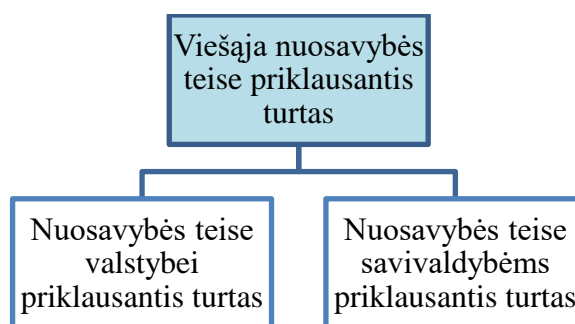 Viešąja nuosavybės
teise priklausantis
turtas
Nuosavybės teise
valstybei
priklausantis turtas
Nuosavybės teise
savivaldybėms
priklausantis turtas